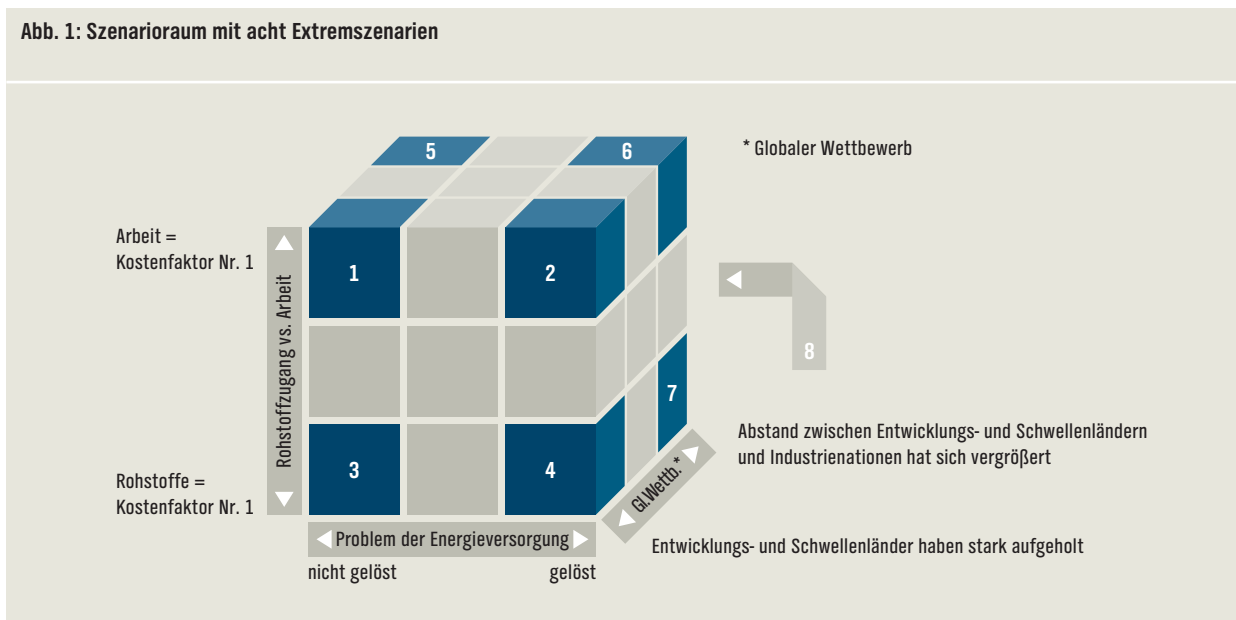 Abb. 1: Szenarioraum mit acht Extremszenarien
5
6
* Globaler Wettbewerb
Arbeit =
Kostenfaktor Nr. 1
1
2
Rohstoffzugang vs. Arbeit
8
7
Rohstoffe =
Kostenfaktor Nr. 1
3
4
Gl.Wettb.*
Abstand zwischen Entwicklungs- und Schwellenländern
und Industrienationen hat sich vergrößert
Problem der Energieversorgung
Entwicklungs- und Schwellenländer haben stark aufgeholt
nicht gelöst
gelöst